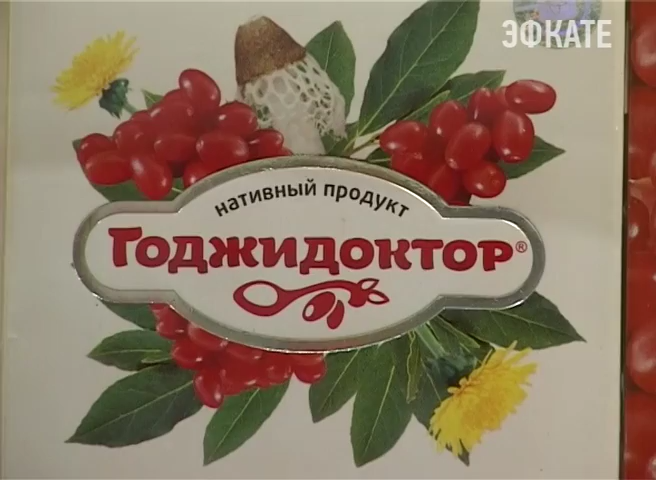 ЭФКАТЕ
нативный продукт
Годжидоктор®